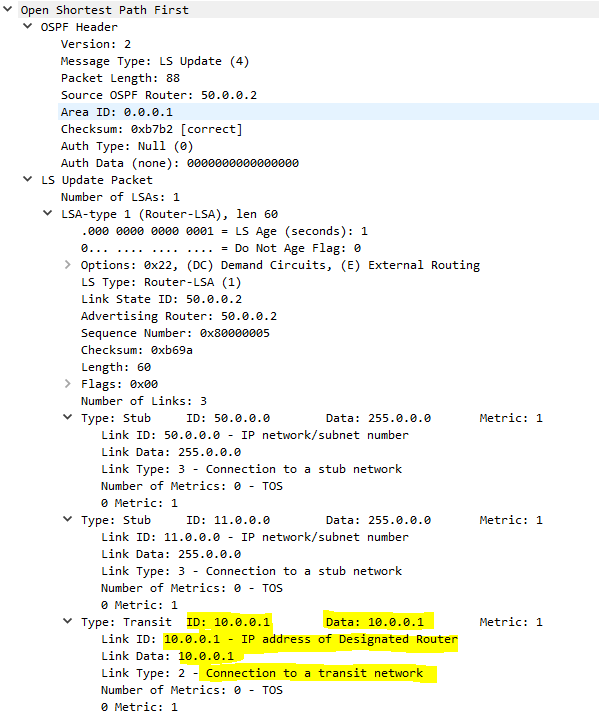 Open Shortest Path First
OSPF Header
Version: 2
Message Type: LS Update (4)
Packet Length: 88
Source OSPF Router: 50.0.0.2
Area ID: 0.0.0.1
Checksum: 0xb7b2 [correct]
Auth Type: Null (0)
Auth Data (none): 0000000000000000
LS Update Packet
Number of LSAs: 1
LSA-type 1 (Router-LSA), len 60
.000 0000 0000 0001 = LS Age (seconds): 1
0... .... .... .... = Do Not Age Flag: 0
Options: 0x22, (DC) Demand Circuits, (E) External Routing
LS Type: Router-LSA (1)
Link State ID: 50.0.0.2
Advertising Router: 50.0.0.2
Sequence Number: 0x80000005
Checksum: 0xb69a
Length: 60
Flags: 0x00
Number of Links: 3
Type: Stub ID: 50.0.0.0 Data: 255.0.0.0 Metric: 1
Link ID: 50.0.0.0 - IP network/subnet number
Link Data: 255.0.0.0
Link Type: 3 - Connection to a stub network
Number of Metrics: 0 - TOS
0 Metric: 1
Type: Stub ID: 11.0.0.0 Data: 255.0.0.0 Metric: 1
Link ID: 11.0.0.0 - IP network/subnet number
Link Data: 255.0.0.0
Link Type: 3 - Connection to a stub network
Number of Metrics: 0 - TOS
0 Metric: 1
Type: Transit ID: 10.0.0.1 Data: 10.0.0.1 Metric: 1
Link ID: 10.0.0.1 - IP address of Designated Router
Link Data: 10.0.0.1
Link Type: 2 - Connection to a transit network
Number of Metrics: 0 - TOS
0 Metric: 1